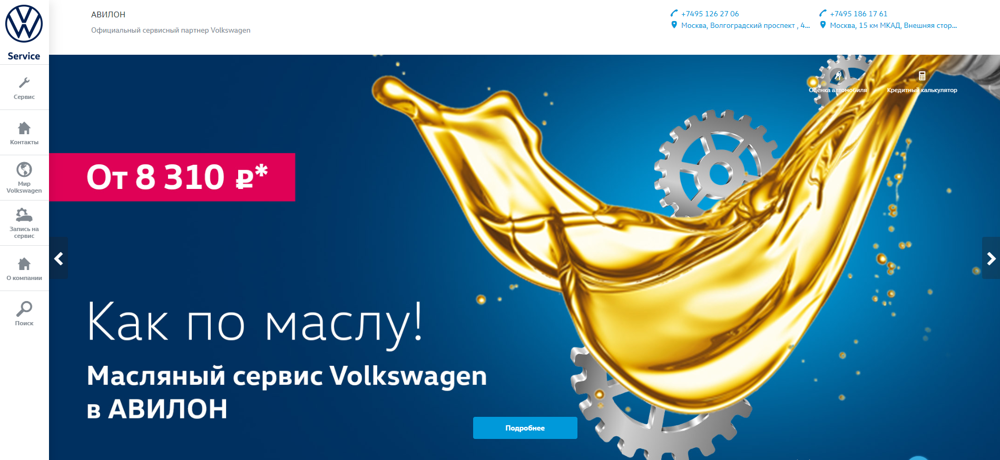 Service
Сервис
Контакты
Мир
Volkswagen
Запись на
сервис
О компании
Поиск
АВИЛОН
Официальный сервисный партнер Volkswagen
+7495 126 27 06
Москва, Волгоградский проспект , 4...
+7495 186 17 61
Москва, 15 км МКАД, Внешняя стор...
Оценка автомобиля
Кредитный калькулятор
От 8 310 ₽*
Как по маслу!
Масляный сервис Volkswagen
в АВИЛОН
Подробнее